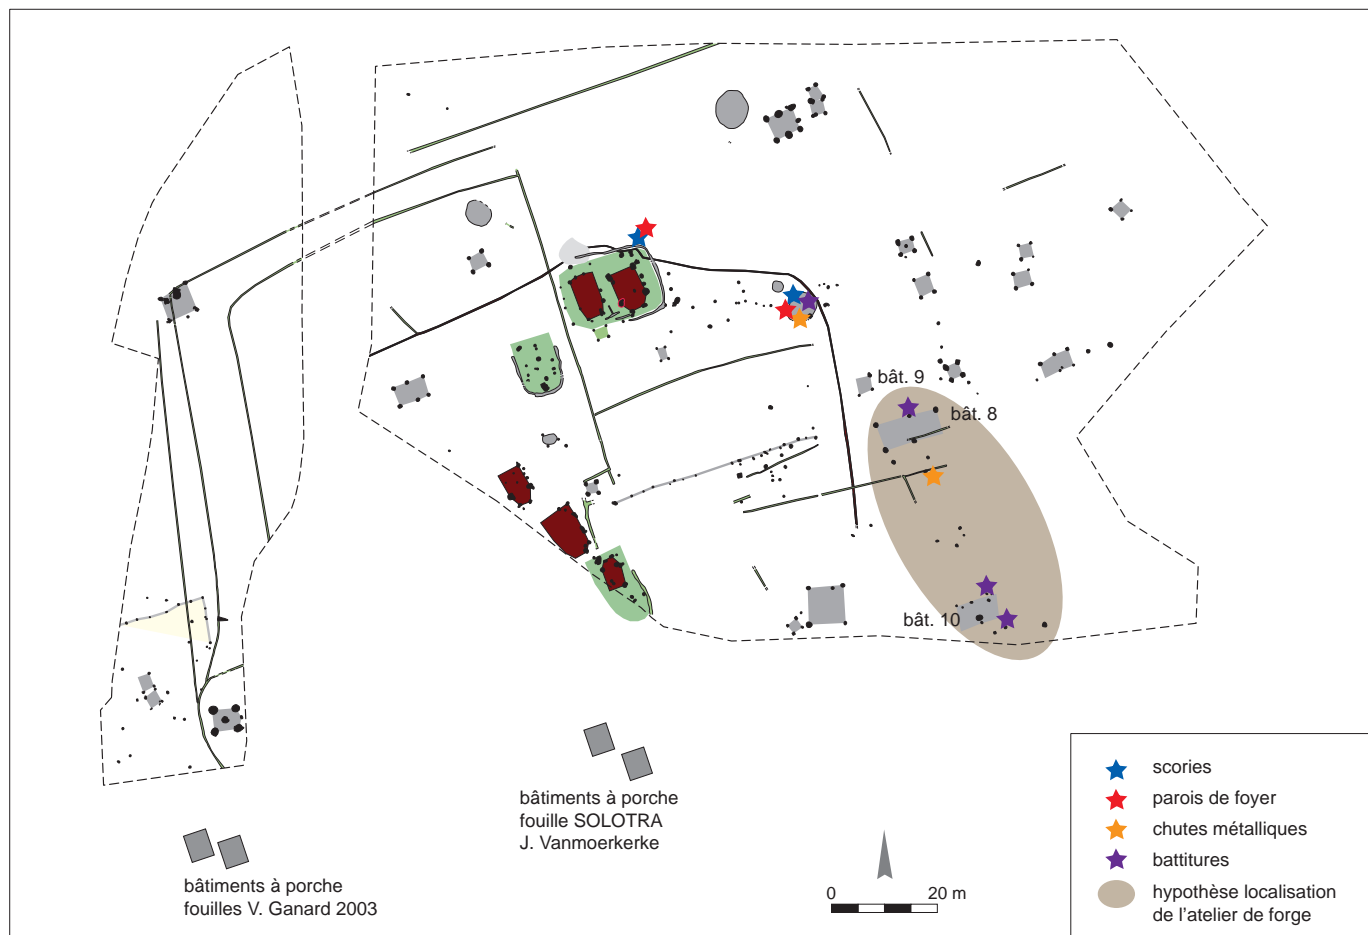 bât. 9
bât. 8
bât. 10
bâtiments à porche
fouille SOLOTRA
J. Vanmoerkerke
bâtiments à porche
fouilles V. Ganard 2003
0 20 m
scories
parois de foyer
chutes métalliques
battitures
hypothèse localisation
de l'atelier de forge